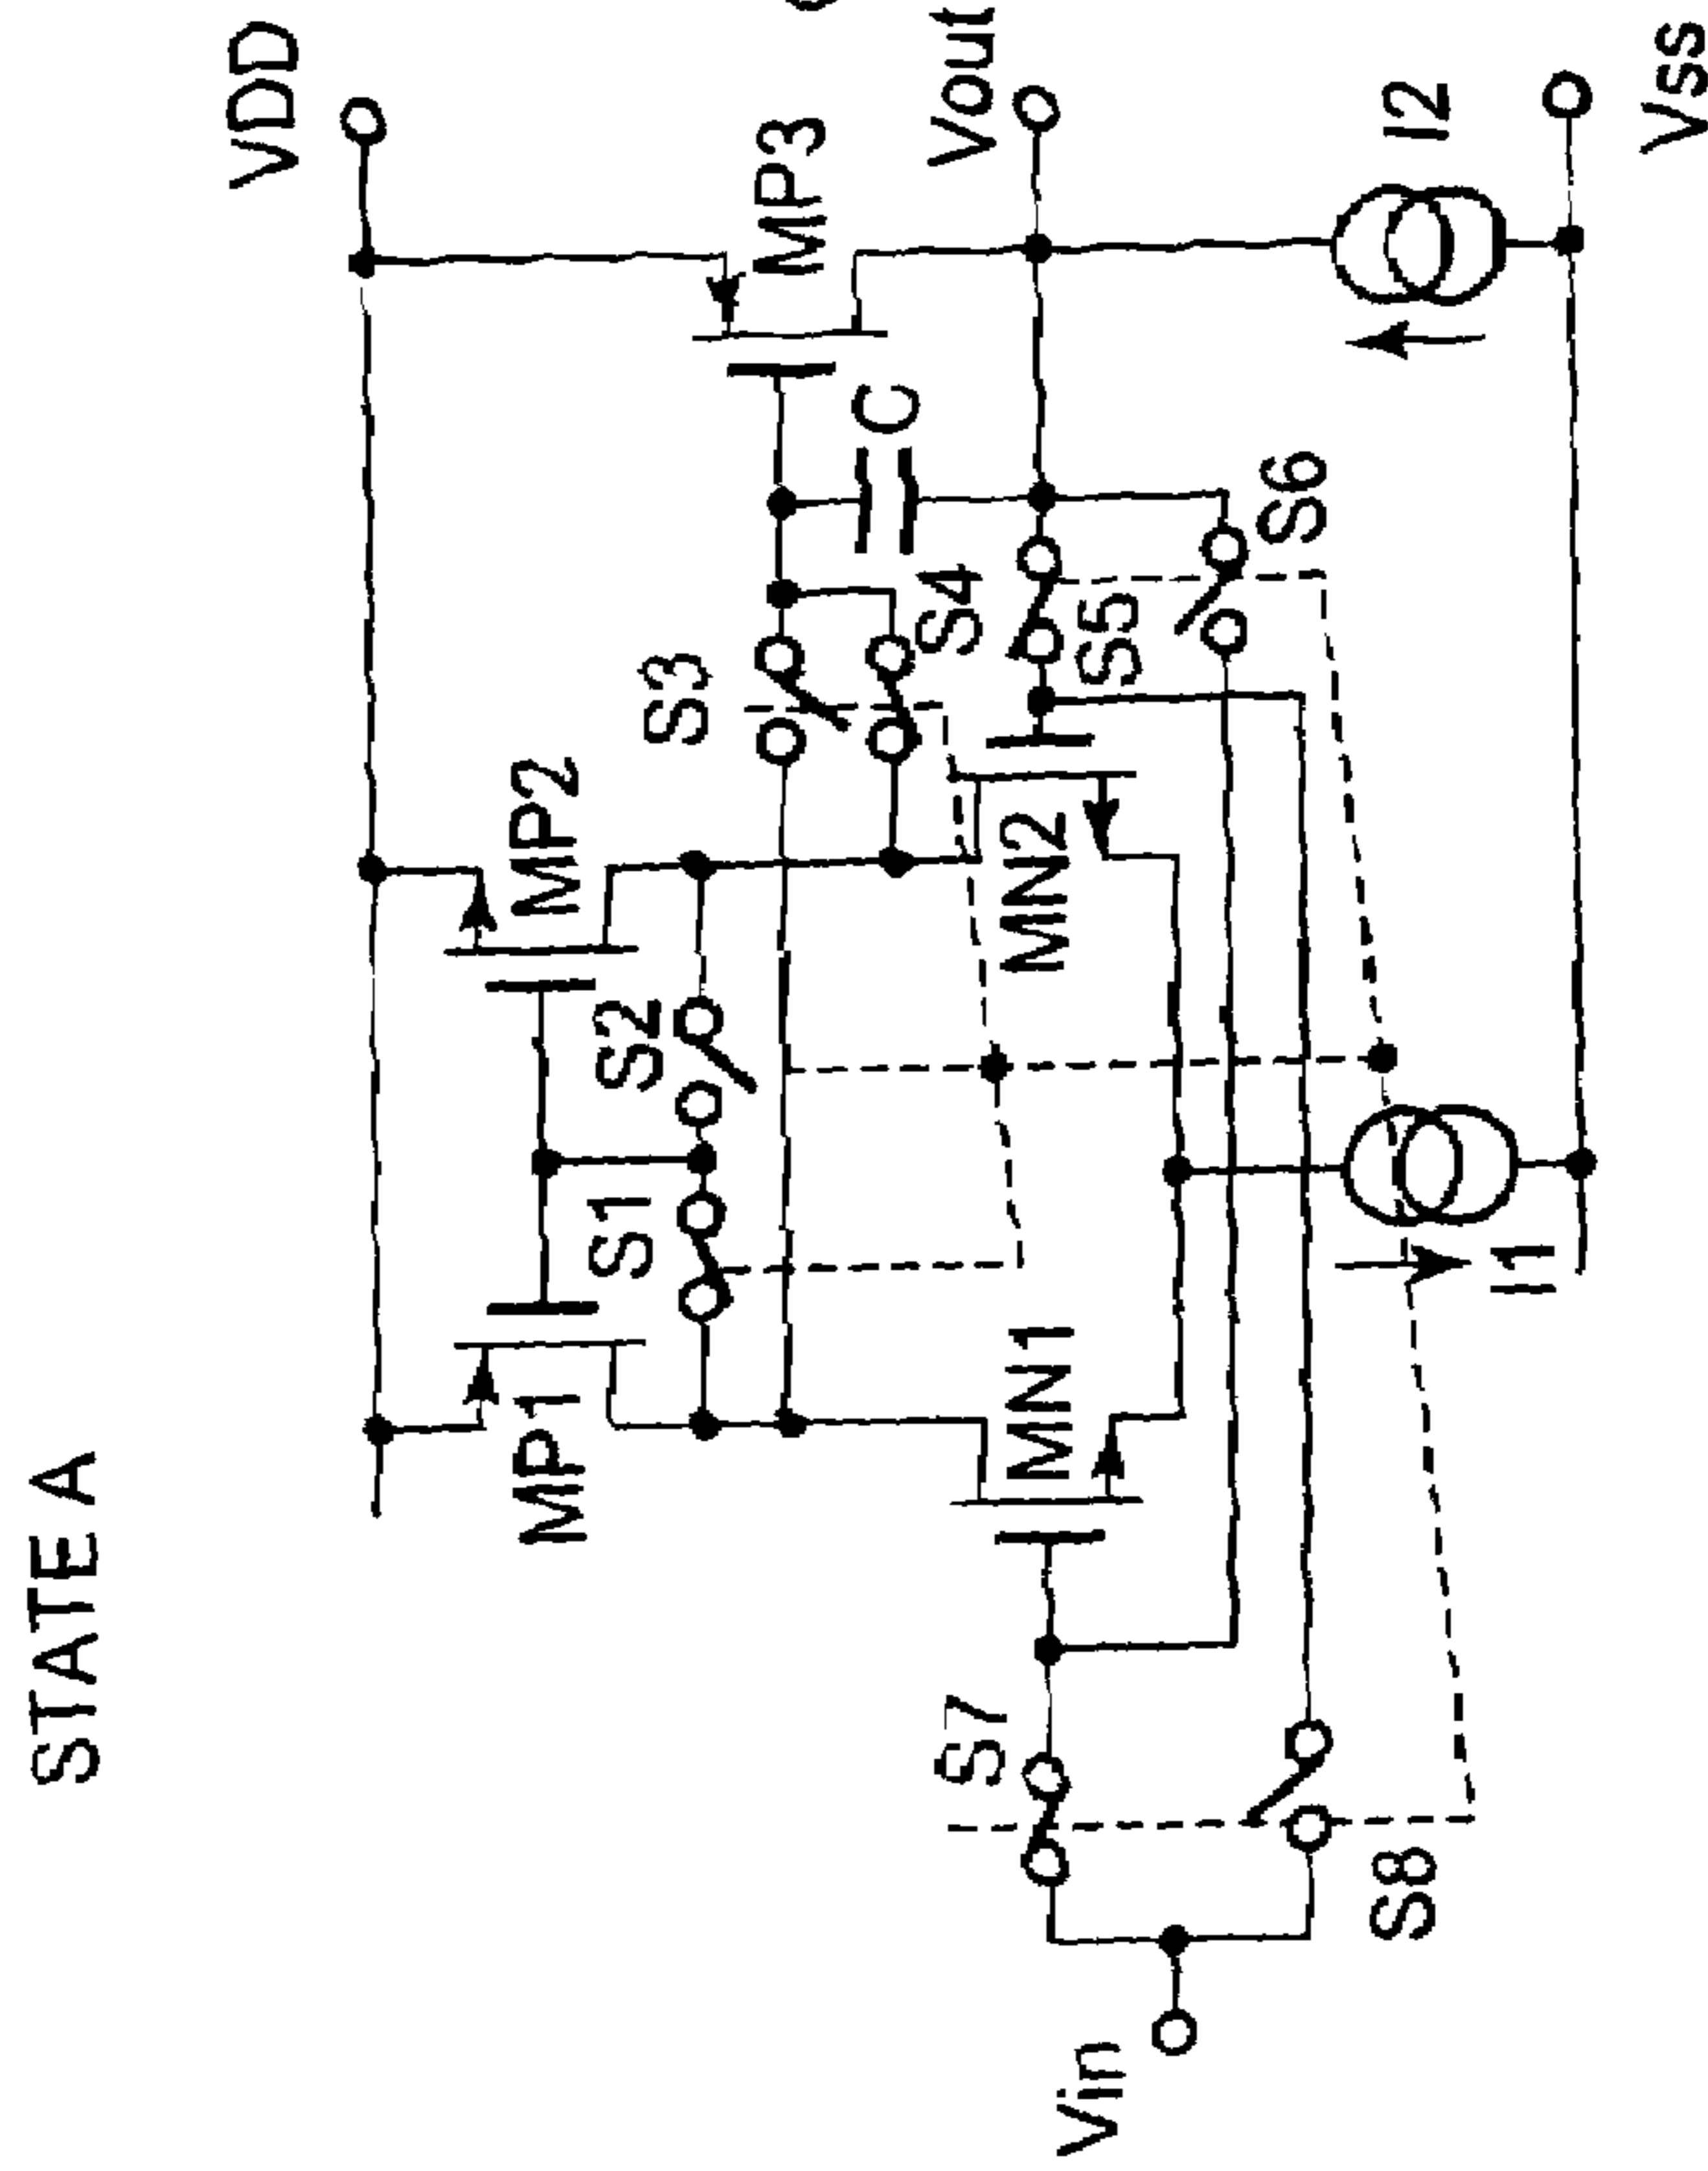 STATE A
VDD
MP1
MP2
MP3
S1
S2
S3
S4
C
Vout
MN1
MN2
S5
S6
S7
S8
Vin
I1
I2
Vss